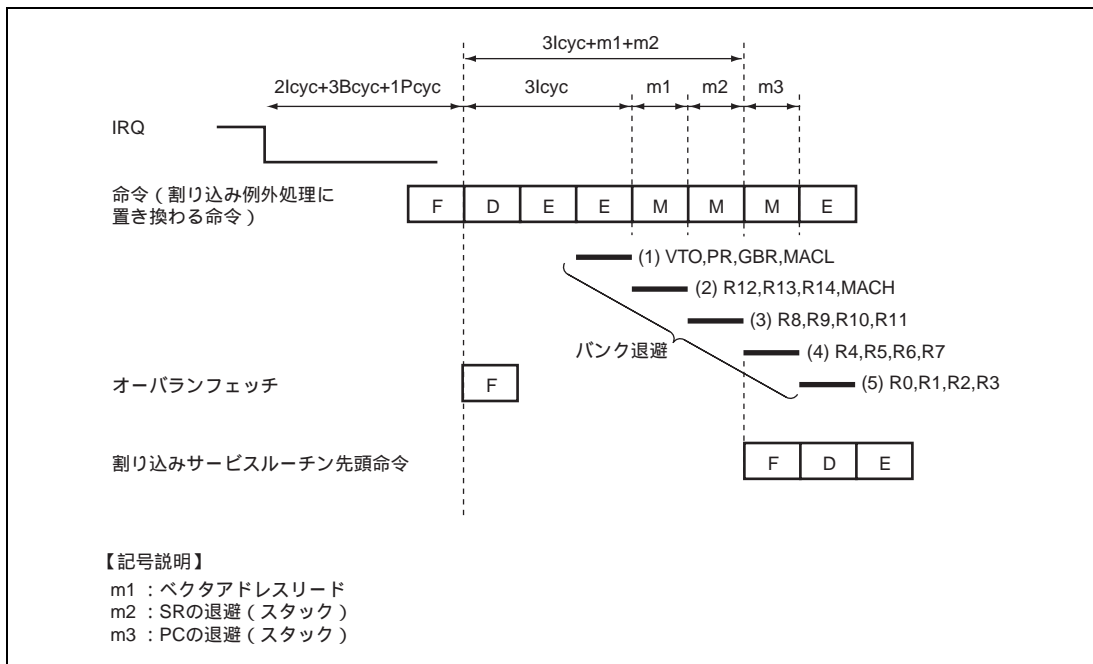 3Icyc+m1+m2
2Icyc+3Bcyc+1Pcyc
3Icyc
m1
m2
m3
IRQ
命令（割り込み例外処理に
置き換わる命令）
F D E E M M M E
(1) VTO,PR,GBR,MACL
(2) R12,R13,R14,MACH
(3) R8,R9,R10,R11
バンク退避
(4) R4,R5,R6,R7
オーバランフェッチ
F
(5) R0,R1,R2,R3
割り込みサービスルーチン先頭命令
F D E
【記号説明】
m1 ：ベクタアドレスリード
m2 ：SRの退避（スタック）
m3 ：PCの退避（スタック）